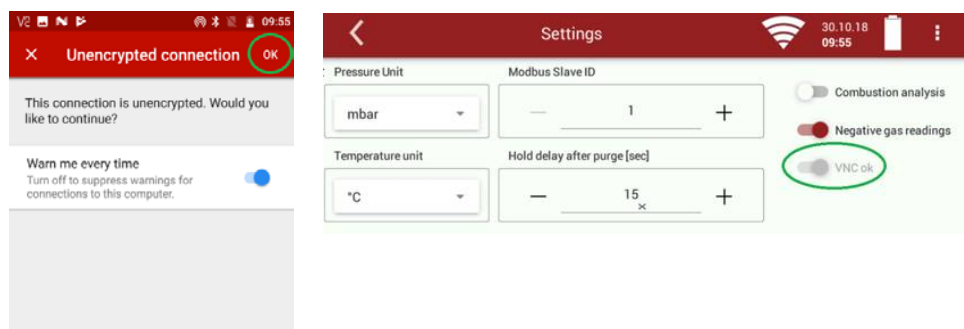 09:55
Unencrypted connection OK
This connection is unencrypted. Would you
like to continue?
Warn me every time
Turn off to suppress warnings for
connections to this computer.
Settings
30.10.18
09:55
Pressure Unit
mbar
Modbus Slave ID
1
Temperature unit
°C
Hold delay after purge [sec]
15
Combustion analysis
Negative gas readings
VNC ok